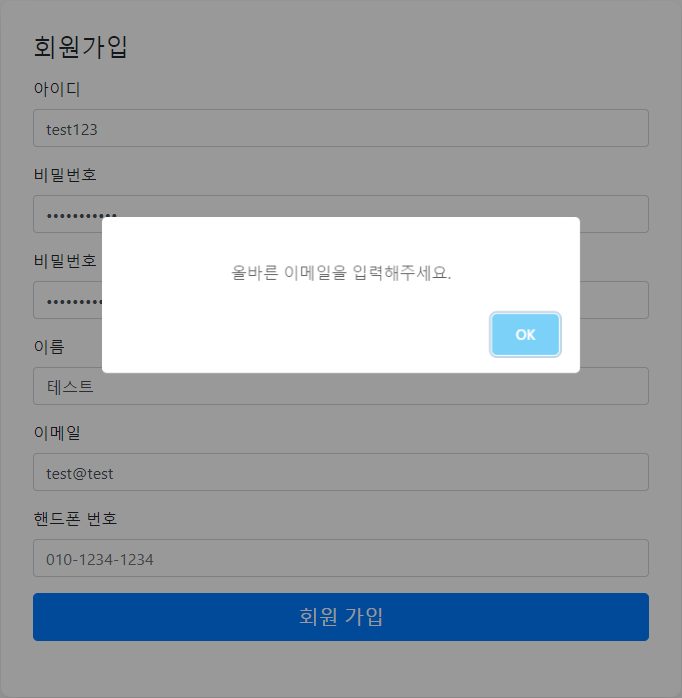 회원가입
아이디
test123
비밀번호
•••••••••••
비밀번호
올바른 이메일을 입력해주세요.
OK
이름
테스트
이메일
test@test
핸드폰 번호
010-1234-1234
회원 가입